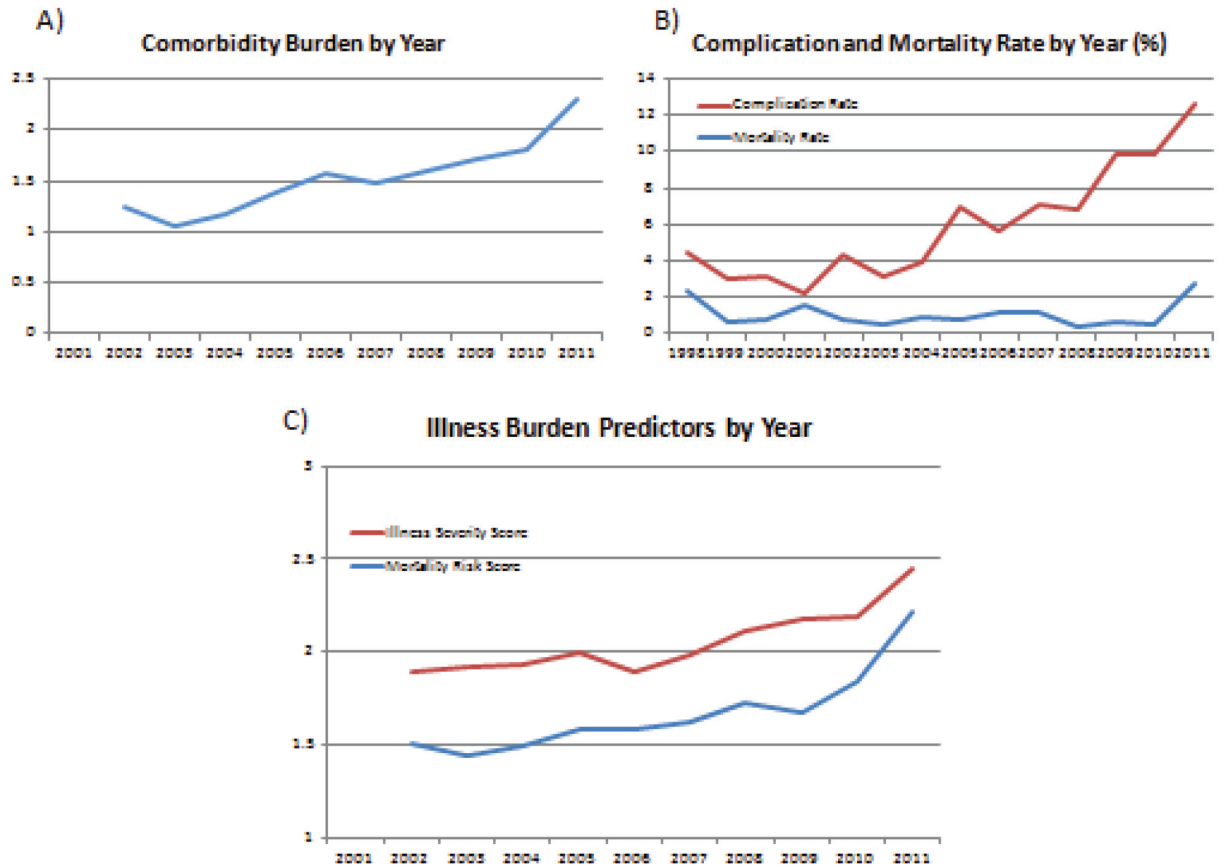 A)
Comorbidity Burden by Year
2.5
2
1.5
1
0.5
0
2001 2002 2003 2004 2005 2006 2007 2008 2009 2010 2011
B)
Complication and Mortality Rate by Year (%)
14
12
10
8
6
4
2
0
Complication Rate
Mortality Rate
1998 1999 2000 2001 2002 2003 2004 2005 2006 2007 2008 2009 2010 2011
C)
Illness Burden Predictors by Year
3
2.5
2
1.5
1
Illness Severity Score
Mortality Risk Score
2001 2002 2003 2004 2005 2006 2007 2008 2009 2010 2011